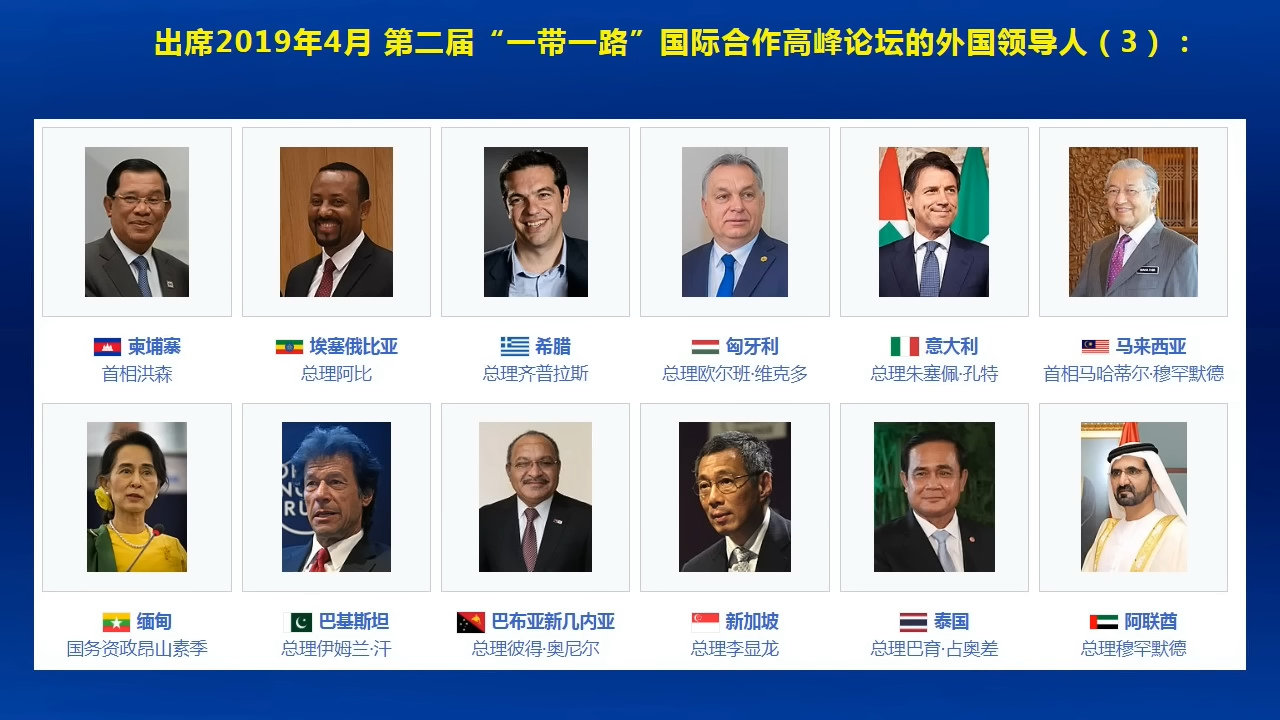 出席2019年4月 第二届“一带一路”国际合作高峰论坛的外国领导人（3）：
柬埔寨 埃塞俄比亚 希腊 匈牙利 意大利 马来西亚
首相洪森 总理阿比 总理齐普拉斯 总理欧尔班·维克多 总理朱塞佩·孔特 首相马哈蒂尔·穆罕默德
缅甸 巴基斯坦 巴布亚新几内亚 新加坡 泰国 阿联酋
国务资政昂山素季 总理伊姆兰·汗 总理彼得·奥尼尔 总理李显龙 总理巴育·占奥差 总理穆罕默德